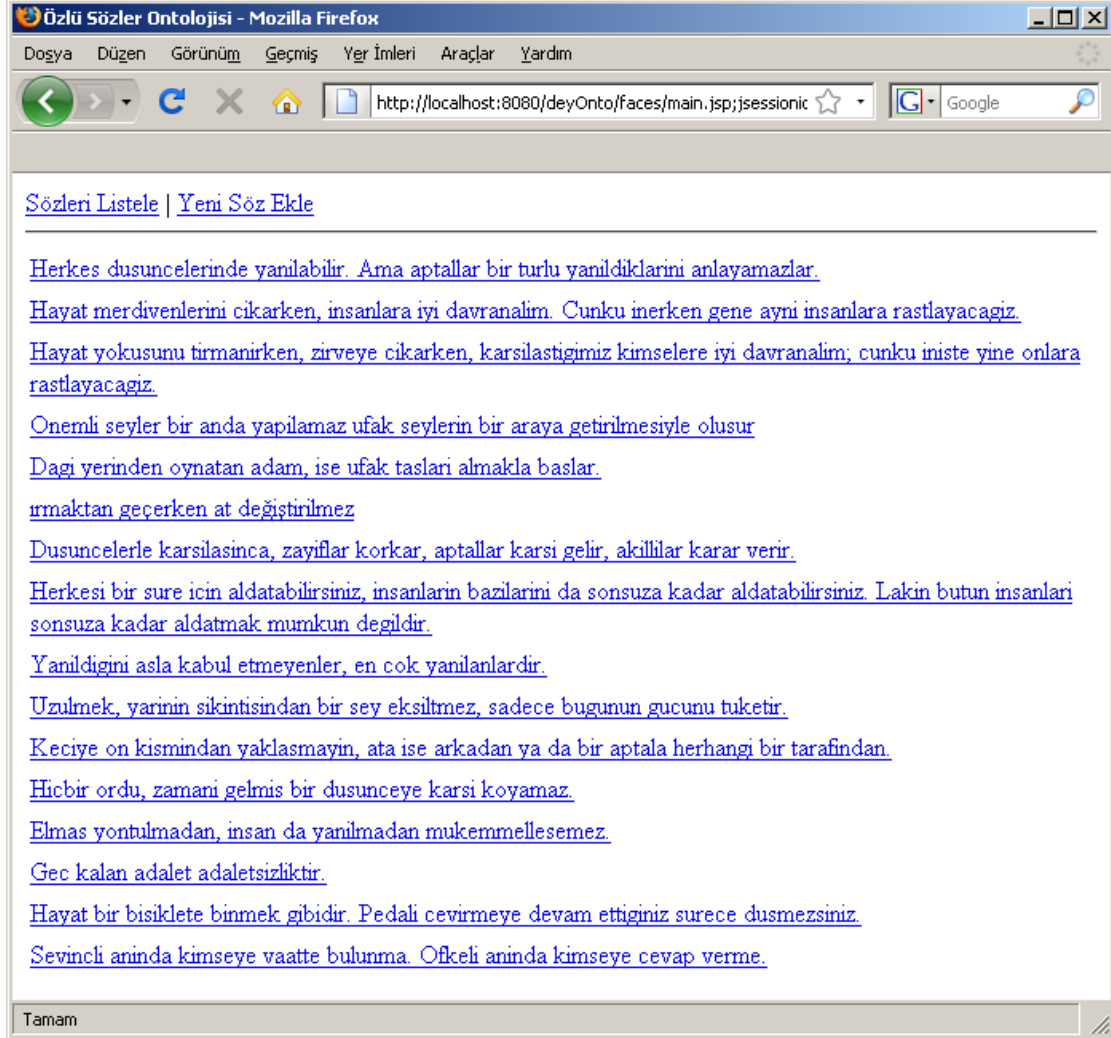 Özlü Sözler Ontolojisi - Mozilla Firefox
Dosya Düzen Görünüm Geçmiş Yer İmleri Araçlar Yardım
http://localhost:8080/deyOnto/faces/main.jsp;jsessionic Google
Sözleri Listele | Yeni Söz Ekle
Herkes dusuncelerinde yanilabilir. Ama aptallar bir turlu yanildiklarini anlayamazlar.
Hayat merdivenlerini cikarken, insanlara iyi davranalim. Cunku inerken gene ayni insanlara rastlayacagiz.
Hayat yokusunu tirmanirken, zirveye cikarken, karsilastigimiz kimselere iyi davranalim; cunku iniste yine onlara
rastlayacagiz.
Onemli seyler bir anda yapilamaz ufak seylerin bir araya getirilmesiyle olusur
Dagi yerinden oynatan adam, ise ufak taslari almakla baslar.
ırmaktan geçerken at değiştirilmez
Dusuncelerle karsilasinca, zayiflar korkar, aptallar karsi gelir, akillilar karar verir.
Herkesi bir sure icin aldatabilirsiniz, insanlarin bazilarini da sonsuza kadar aldatabilirsiniz. Lakin butun insanlari
sonsuza kadar aldatmak mumkun degildir.
Yanildigini asla kabul etmeyenler, en cok yanilanlardir.
Uzulmek, yarinin sikintisindan bir sey eksiltmez, sadece bugunun gucunu tuketir.
Keciye on kismindan yaklasmayin, ata ise arkadan ya da bir aptala herhangi bir tarafindan.
Hicbir ordu, zamani gelmis bir dusunceye karsi koyamaz.
Elmas yontulmadan, insan da yanilmadan mukemmellesemez.
Gec kalan adalet adaletsizliktir.
Hayat bir bisiklete binmek gibidir. Pedali cevirmeye devam ettiginiz surece dusmezsiniz.
Sevincli aninda kimseye vaatte bulunma. Ofkeli aninda kimseye cevap verme.
Tamam